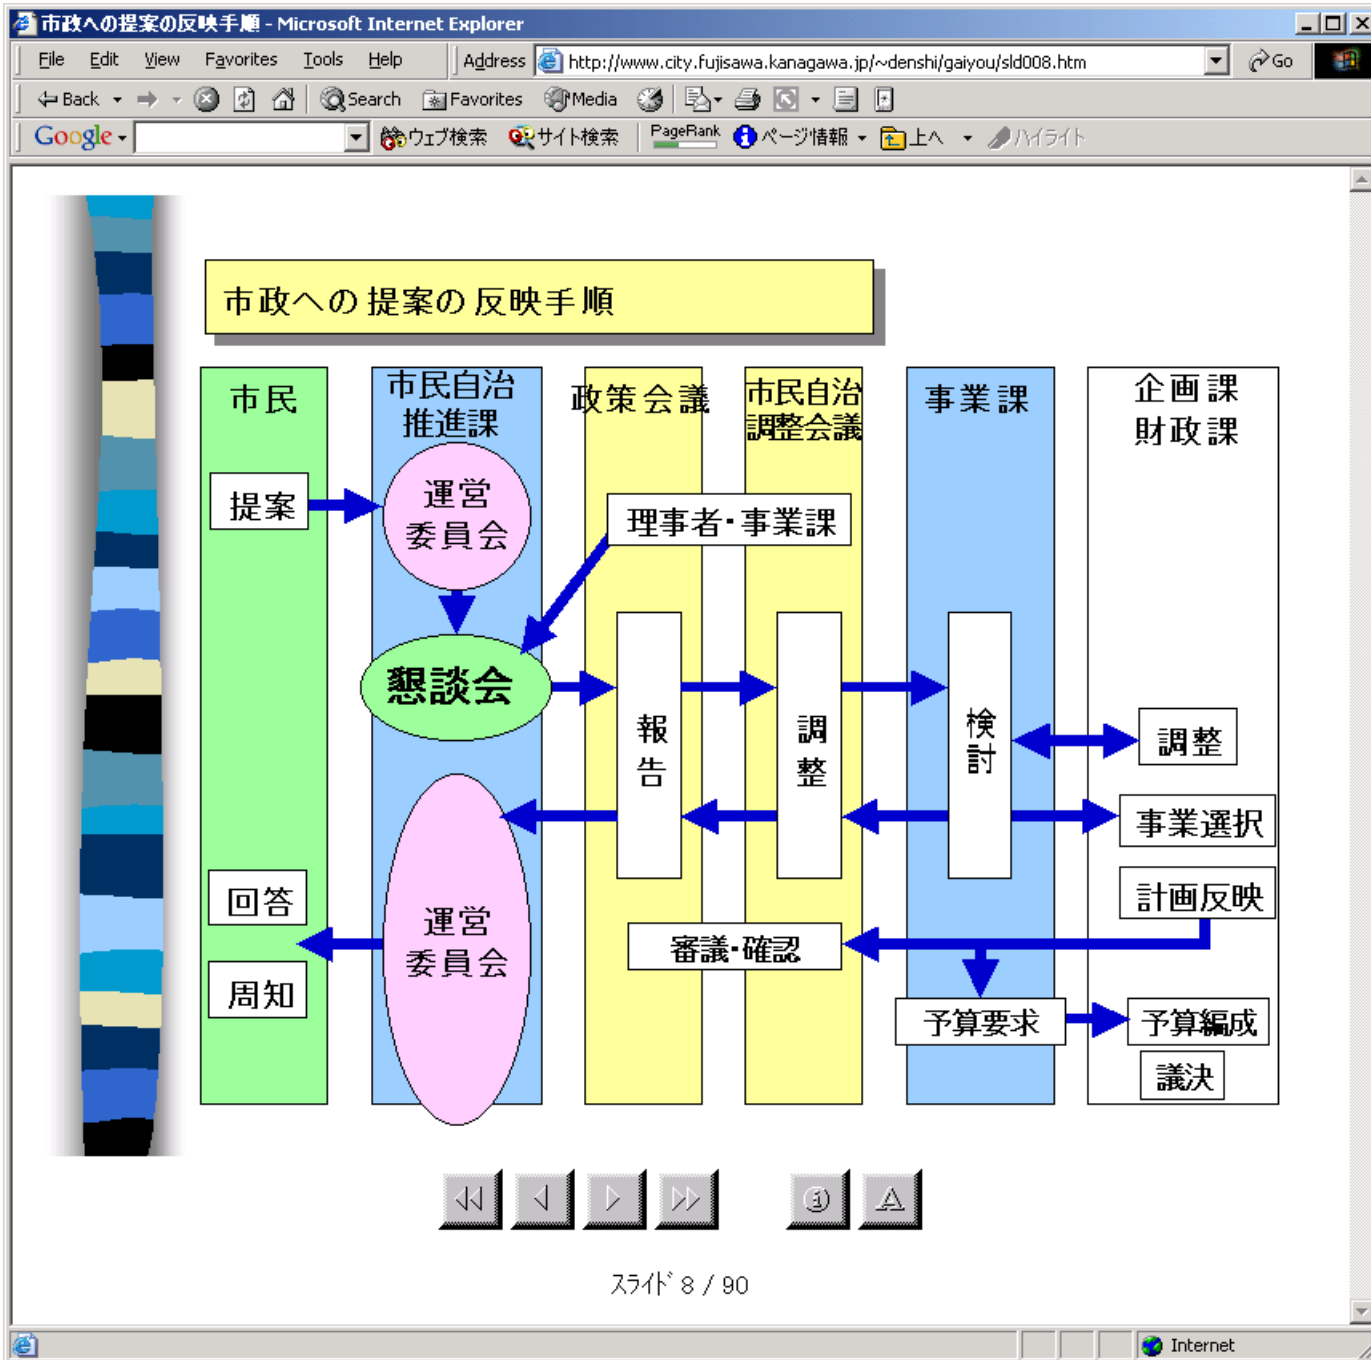 市政への提案の反映手順 - Microsoft Internet Explorer
File Edit View Favorites Tools Help Address http://www.city.fujisawa.kanagawa.jp/~denshi/gaiyou/sld008.htm Go
Back Search Favorites Media
Google ウェブ検索 サイト検索 PageRank ページ情報 上へ ハイライト
市政への提案の反映手順
市民
市民自治
推進課
政策会議
市民自治
調整会議
事業課
企画課
財政課
提案
運営
委員会
理事者・事業課
懇談会
報告
調整
検討
調整
事業選択
計画反映
回答
運営
委員会
審議・確認
周知
予算要求
予算編成
議決
スライド 8 / 90
Internet